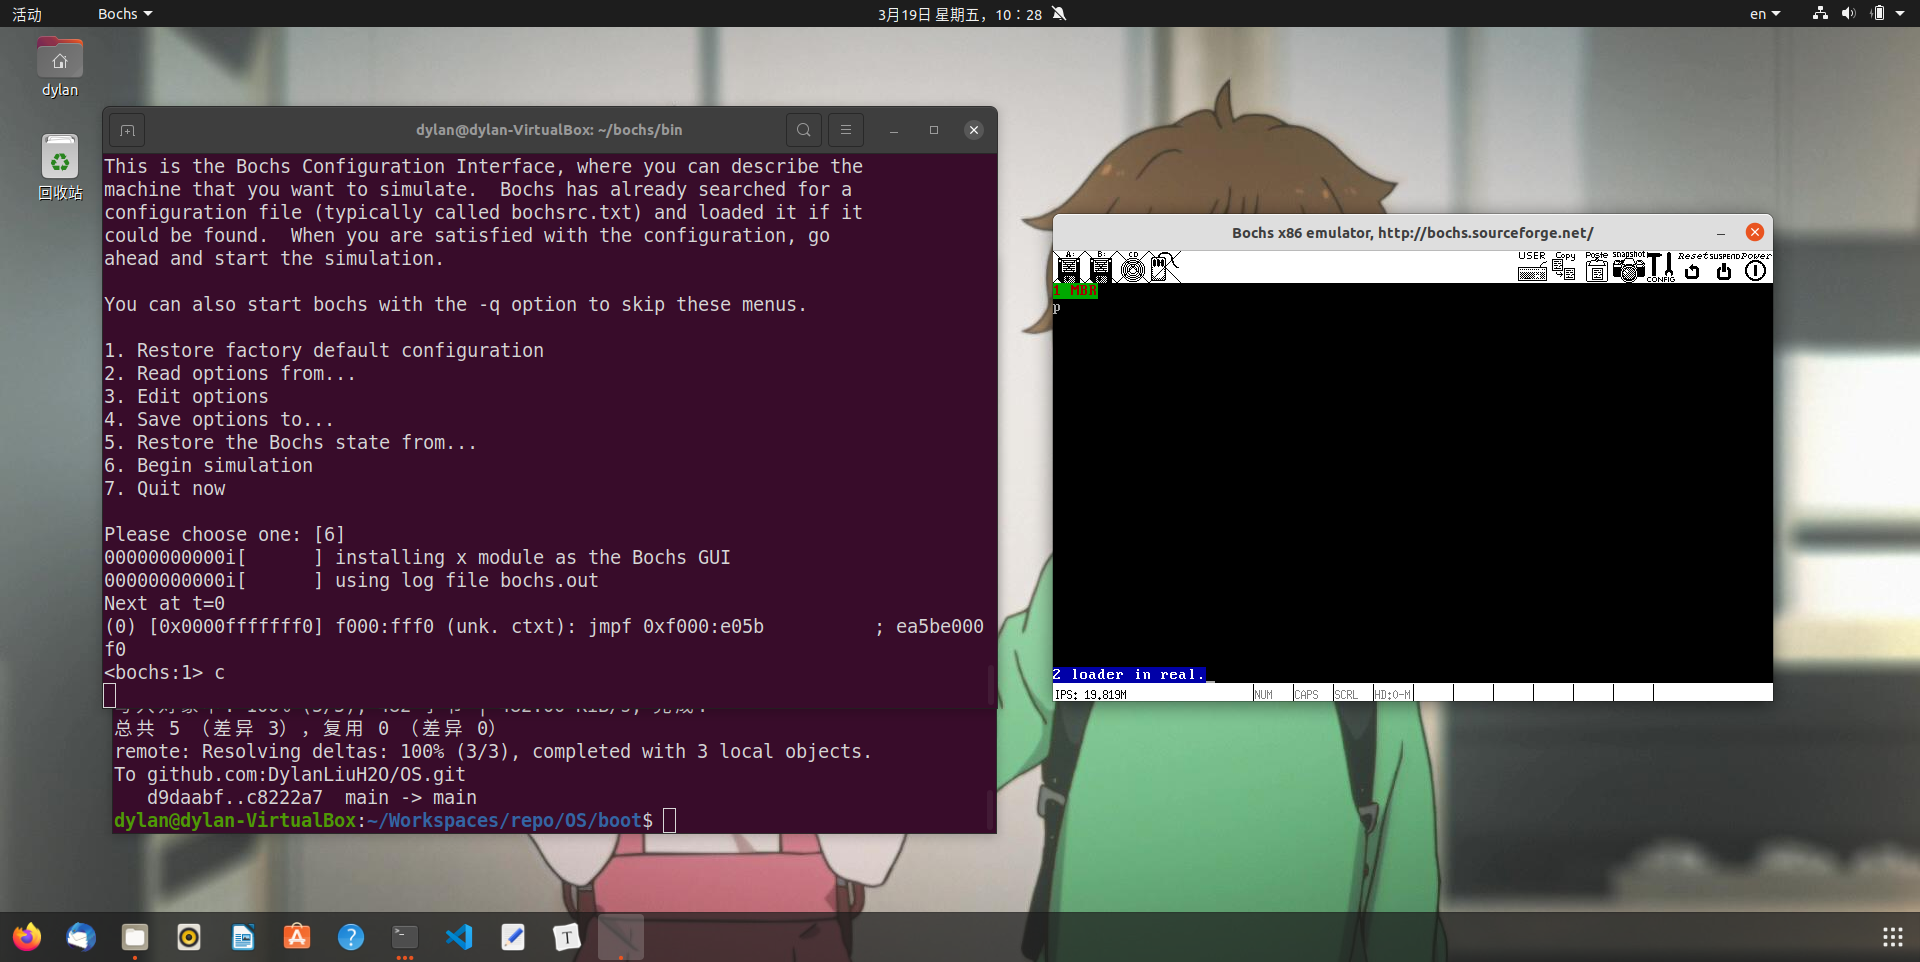 活动
Bochs
3月19日 星期五, 10:28
en
dylan
回收站
dylan@dylan-VirtualBox: ~/bochs/bin
This is the Bochs Configuration Interface, where you can describe the
machine that you want to simulate.  Bochs has already searched for a
configuration file (typically called bochsrc.txt) and loaded it if it
could be found.  When you are satisfied with the configuration, go
ahead and start the simulation.
You can also start bochs with the -q option to skip these menus.
1. Restore factory default configuration
2. Read options from...
3. Edit options
4. Save options to...
5. Restore the Bochs state from...
6. Begin simulation
7. Quit now
Please choose one: [6]
00000000000i[      ] installing x module as the Bochs GUI
00000000000i[      ] using log file bochs.out
Next at t=0
(0) [0x0000fffffff0] f000:fff0 (unk. ctxt): jmpf 0xf000:e05b          ; ea5be000
f0
<bochs:1> c
总共 5 （差异 3），复用 0 （差异 0）
remote: Resolving deltas: 100% (3/3), completed with 3 local objects.
To github.com:DylanLiuH2O/OS.git
   d9daabf..c8222a7  main -> main
dylan@dylan-VirtualBox:~/Workspaces/repo/OS/boot$
Bochs x86 emulator, http://bochs.sourceforge.net/
A: B: CD USER Copy Paste snapshot CONFIG Reset SUSPEND Power
1 MBR
p
2 loader in real.
IPS: 19.819M NUM CAPS SCRL HD:0-M